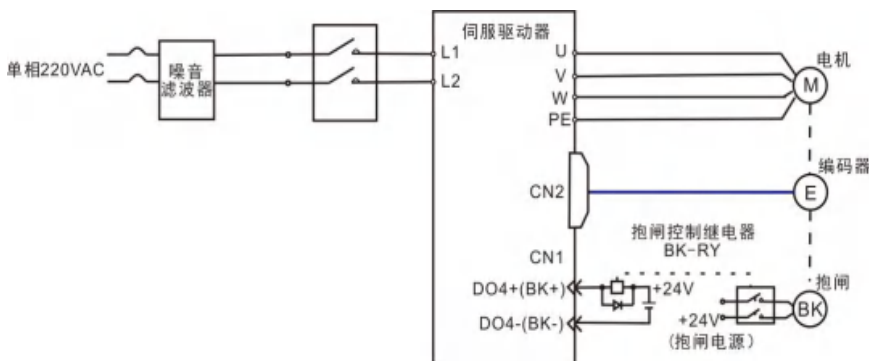 伺服驱动器
单相220VAC
噪音
滤波器
L1
L2
U
V
W
PE
电机
M
CN2
编码器
E
抱闸控制继电器
BK-RY
CN1
DO4+(BK+)
+24V
抱闸
DO4-(BK-)
+24V
(抱闸电源)
BK